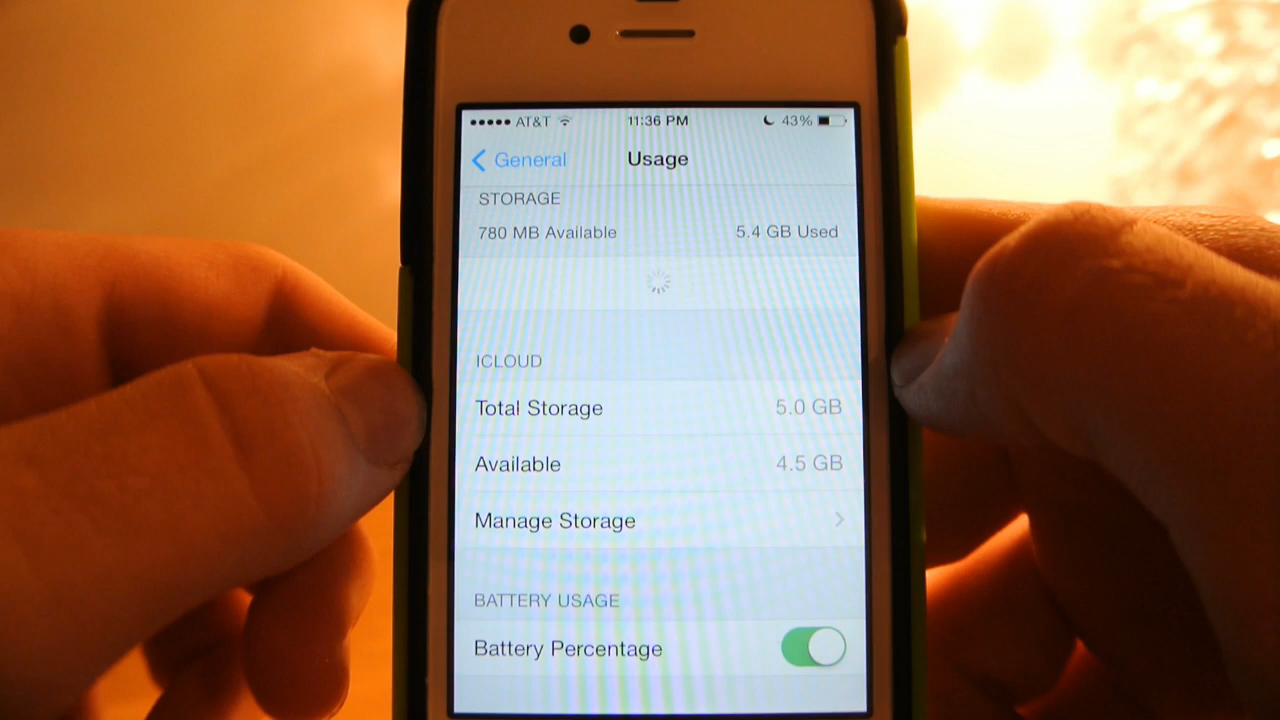 AT&T 11:36 PM 43%
General Usage
STORAGE
780 MB Available 5.4 GB Used
ICLOUD
Total Storage 5.0 GB
Available 4.5 GB
Manage Storage
BATTERY USAGE
Battery Percentage